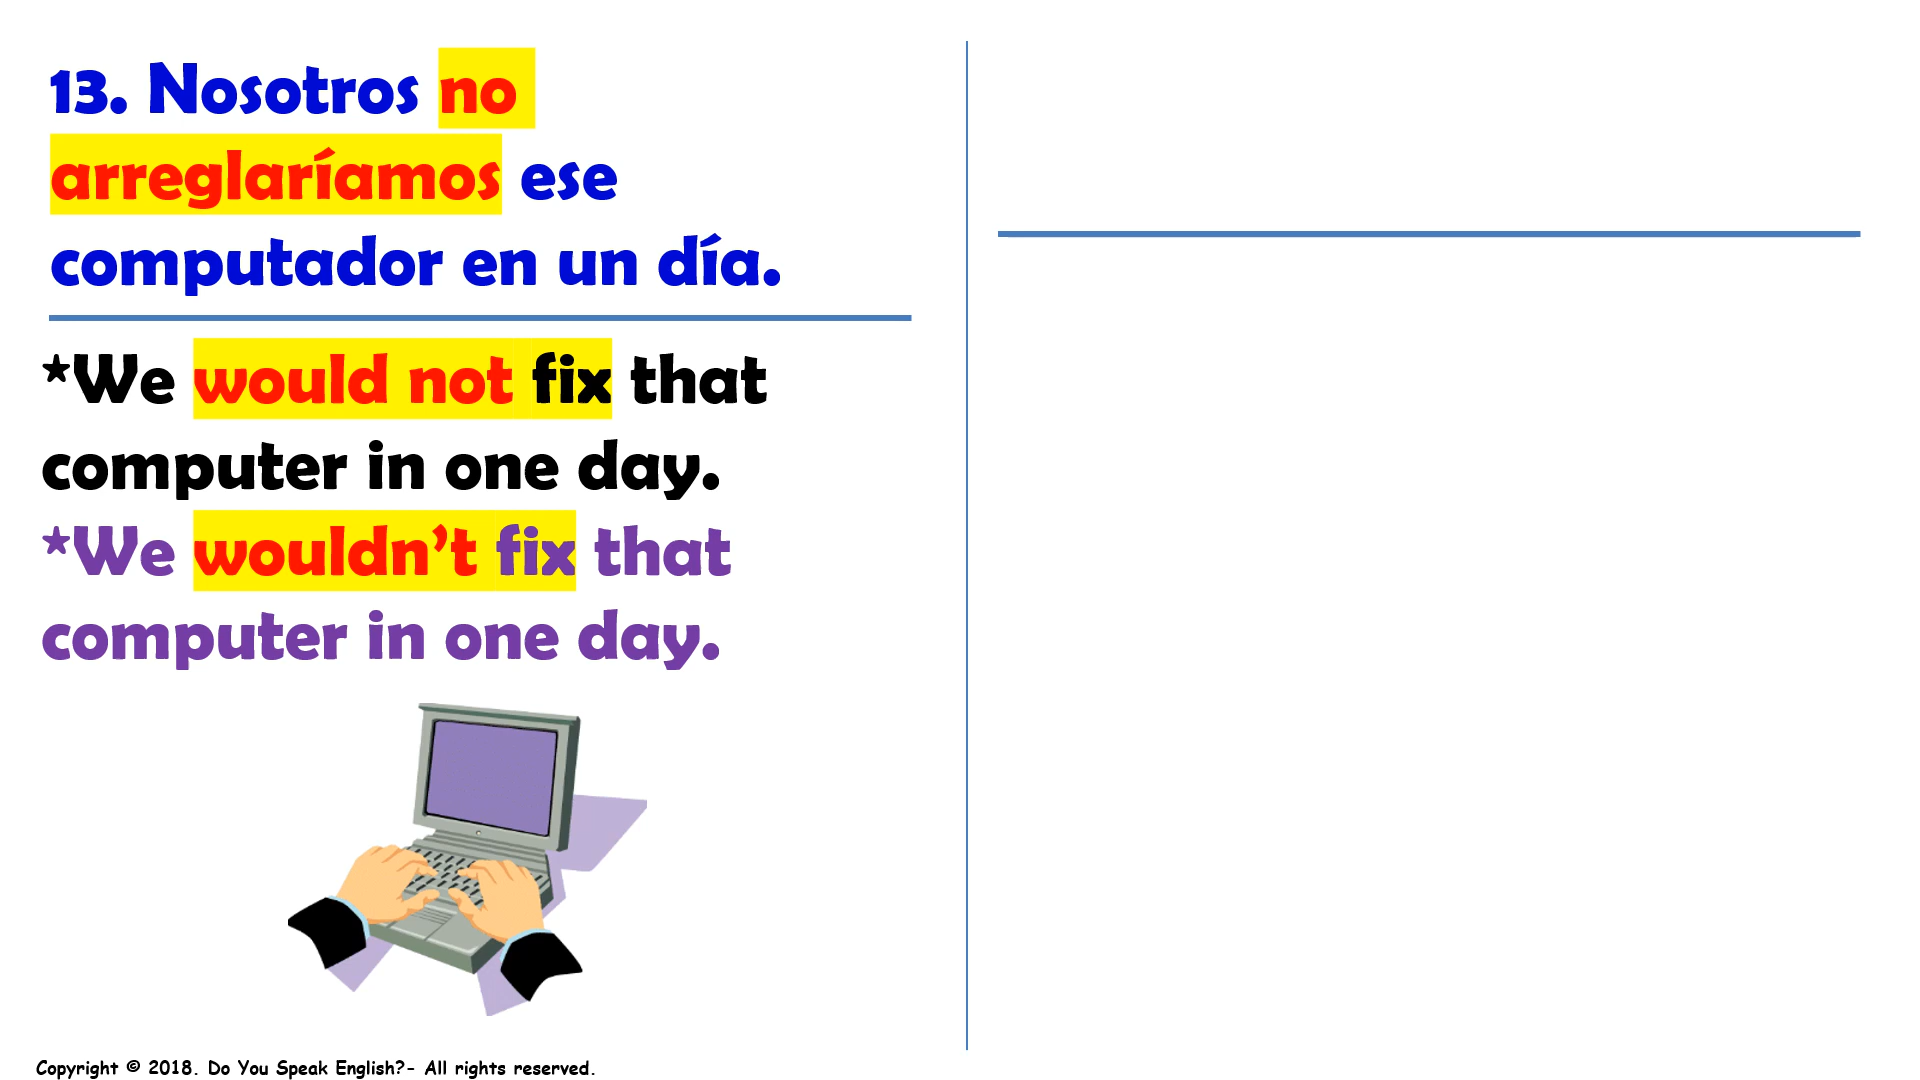 13. Nosotros no
arreglaríamos ese
computador en un día.
*We would not fix that
computer in one day.
*We wouldn’t fix that
computer in one day.
Copyright © 2018. Do You Speak English?- All rights reserved.